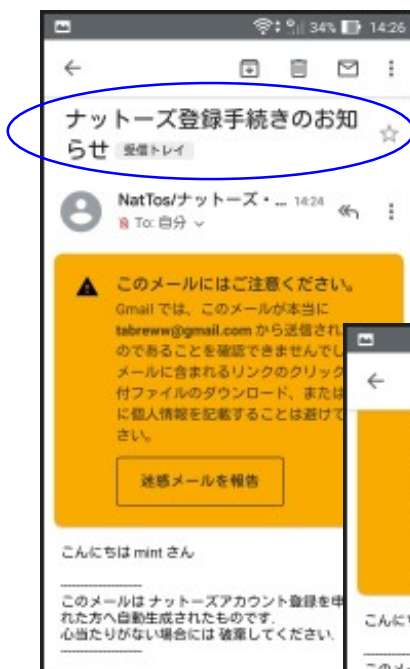 34% 14:26
ナットーズ登録手続きのお知
らせ 受信トレイ
NatTos/ナットーズ・... 14:24
To: 自分
このメールにはご注意ください。
Gmail では、このメールが本当に
tabreww@gmail.com から送信され
のであることを確認できませんでし
メールに含まれるリンクのクリック
付ファイルのダウンロード、または
に個人情報を記載することは避けて
さい。
迷惑メールを報告
こんにちは mint さん
このメールは ナットーズアカウント登録を申
れた方へ自動生成されたものです.
心当たりがない場合には 破棄してください.
こんに
このメー